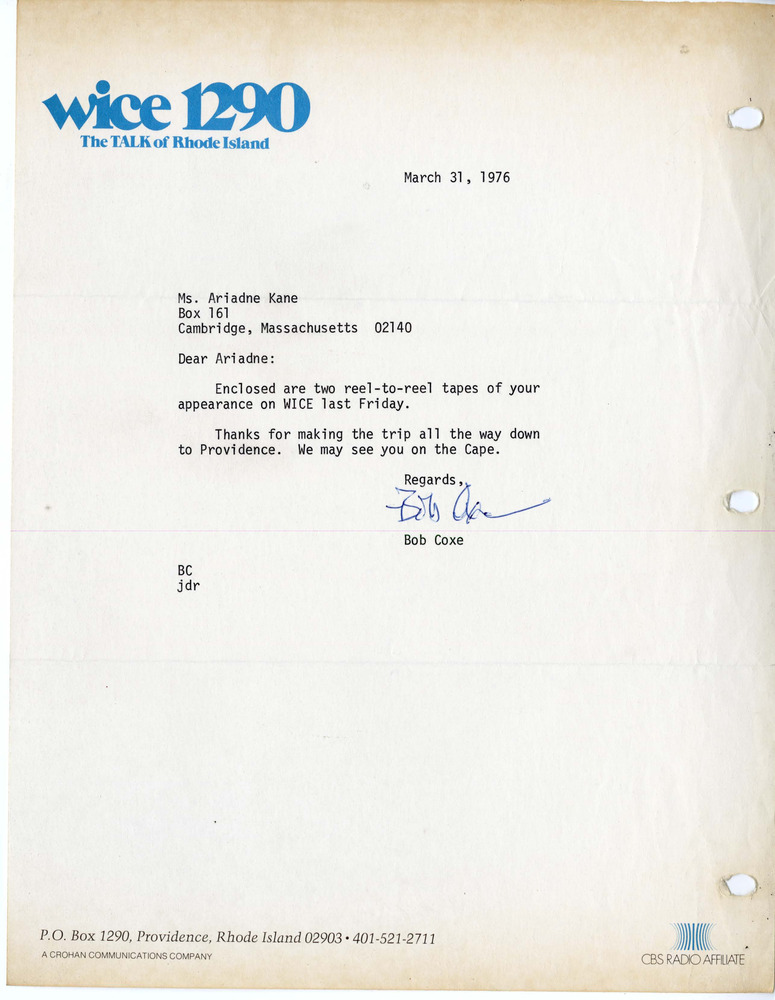 wice 1290
The TALK of Rhode Island
March 31, 1976
Ms. Ariadne Kane
Box 161
Cambridge, Massachusetts 02140
Dear Ariadne:
Enclosed are two reel-to-reel tapes of your
appearance on WICE last Friday.
Thanks for making the trip all the way down
to Providence. We may see you on the Cape.
Regards,
Bob Coxe
Bob Coxe
BC
jdr
P.O. Box 1290, Providence, Rhode Island 02903 • 401-521-2711
A CROHAN COMMUNICATIONS COMPANY
CBS RADIO AFFILIATE